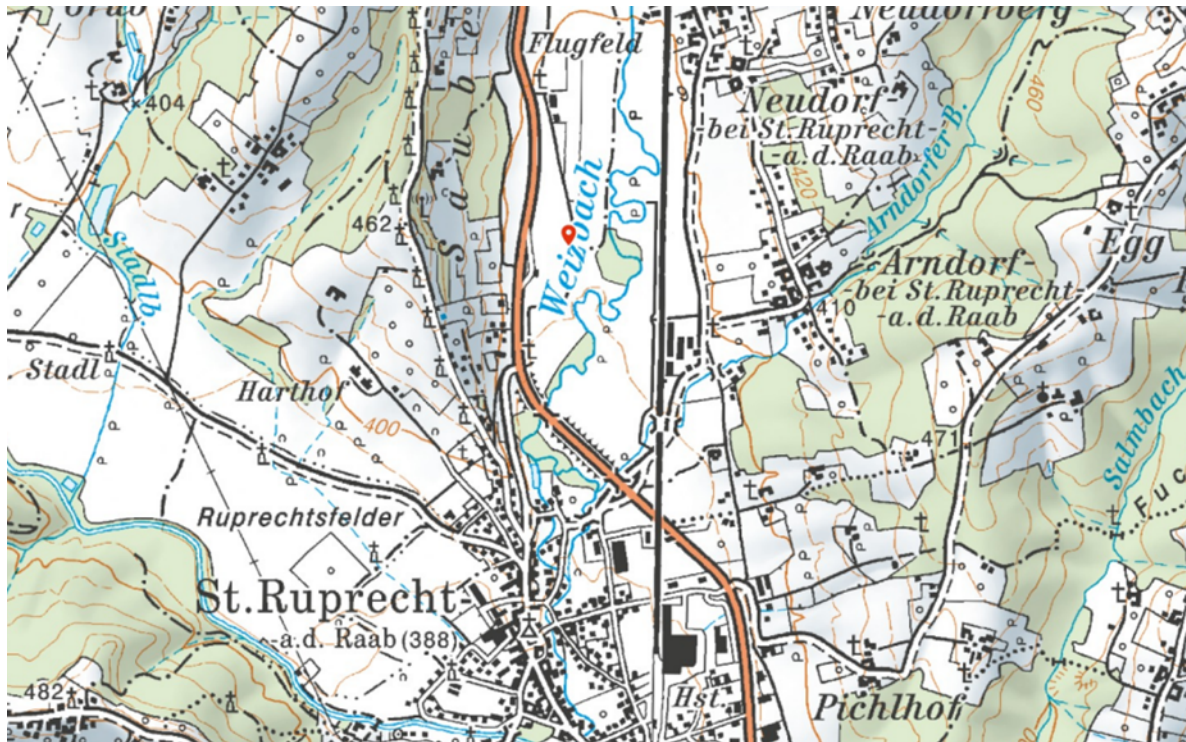 Neudorrberg
Flugfeld
404
460
Neudorf-
-bei St. Ruprecht-
-a.d. Raab
420
Arndorfer B.
462
Weizbach
Stadlb.
Egg
Arndorf-
-bei St. Ruprecht-
-a.d. Raab
410
Stadl
Harthof
400
Salmbach
471
Ruprechtsfelder
St. Ruprecht
-a.d. Raab (388)
482
Hst.
Pichlhof